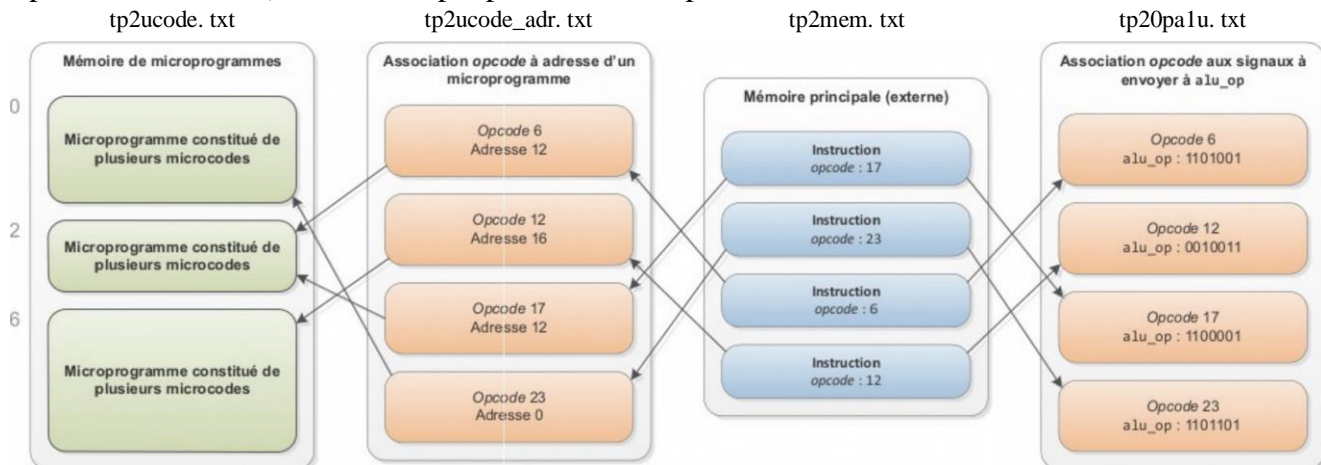 tp2ucode. txt
tp2ucode_adr. txt
tp2mem. txt
tp20pa1u. txt
Mémoire de microprogrammes
0
Microprogramme constitué de
plusieurs microcodes
2
Microprogramme constitué de
plusieurs microcodes
6
Microprogramme constitué de
plusieurs microcodes
Association opcode à adresse d'un
microprogramme
Opcode 6
Adresse 12
Opcode 12
Adresse 16
Opcode 17
Adresse 12
Opcode 23
Adresse 0
Mémoire principale (externe)
Instruction
opcode : 17
Instruction
opcode : 23
Instruction
opcode : 6
Instruction
opcode : 12
Association opcode aux signaux à
envoyer à alu_op
Opcode 6
alu_op : 1101001
Opcode 12
alu_op : 0010011
Opcode 17
alu_op : 1100001
Opcode 23
alu_op : 1101101